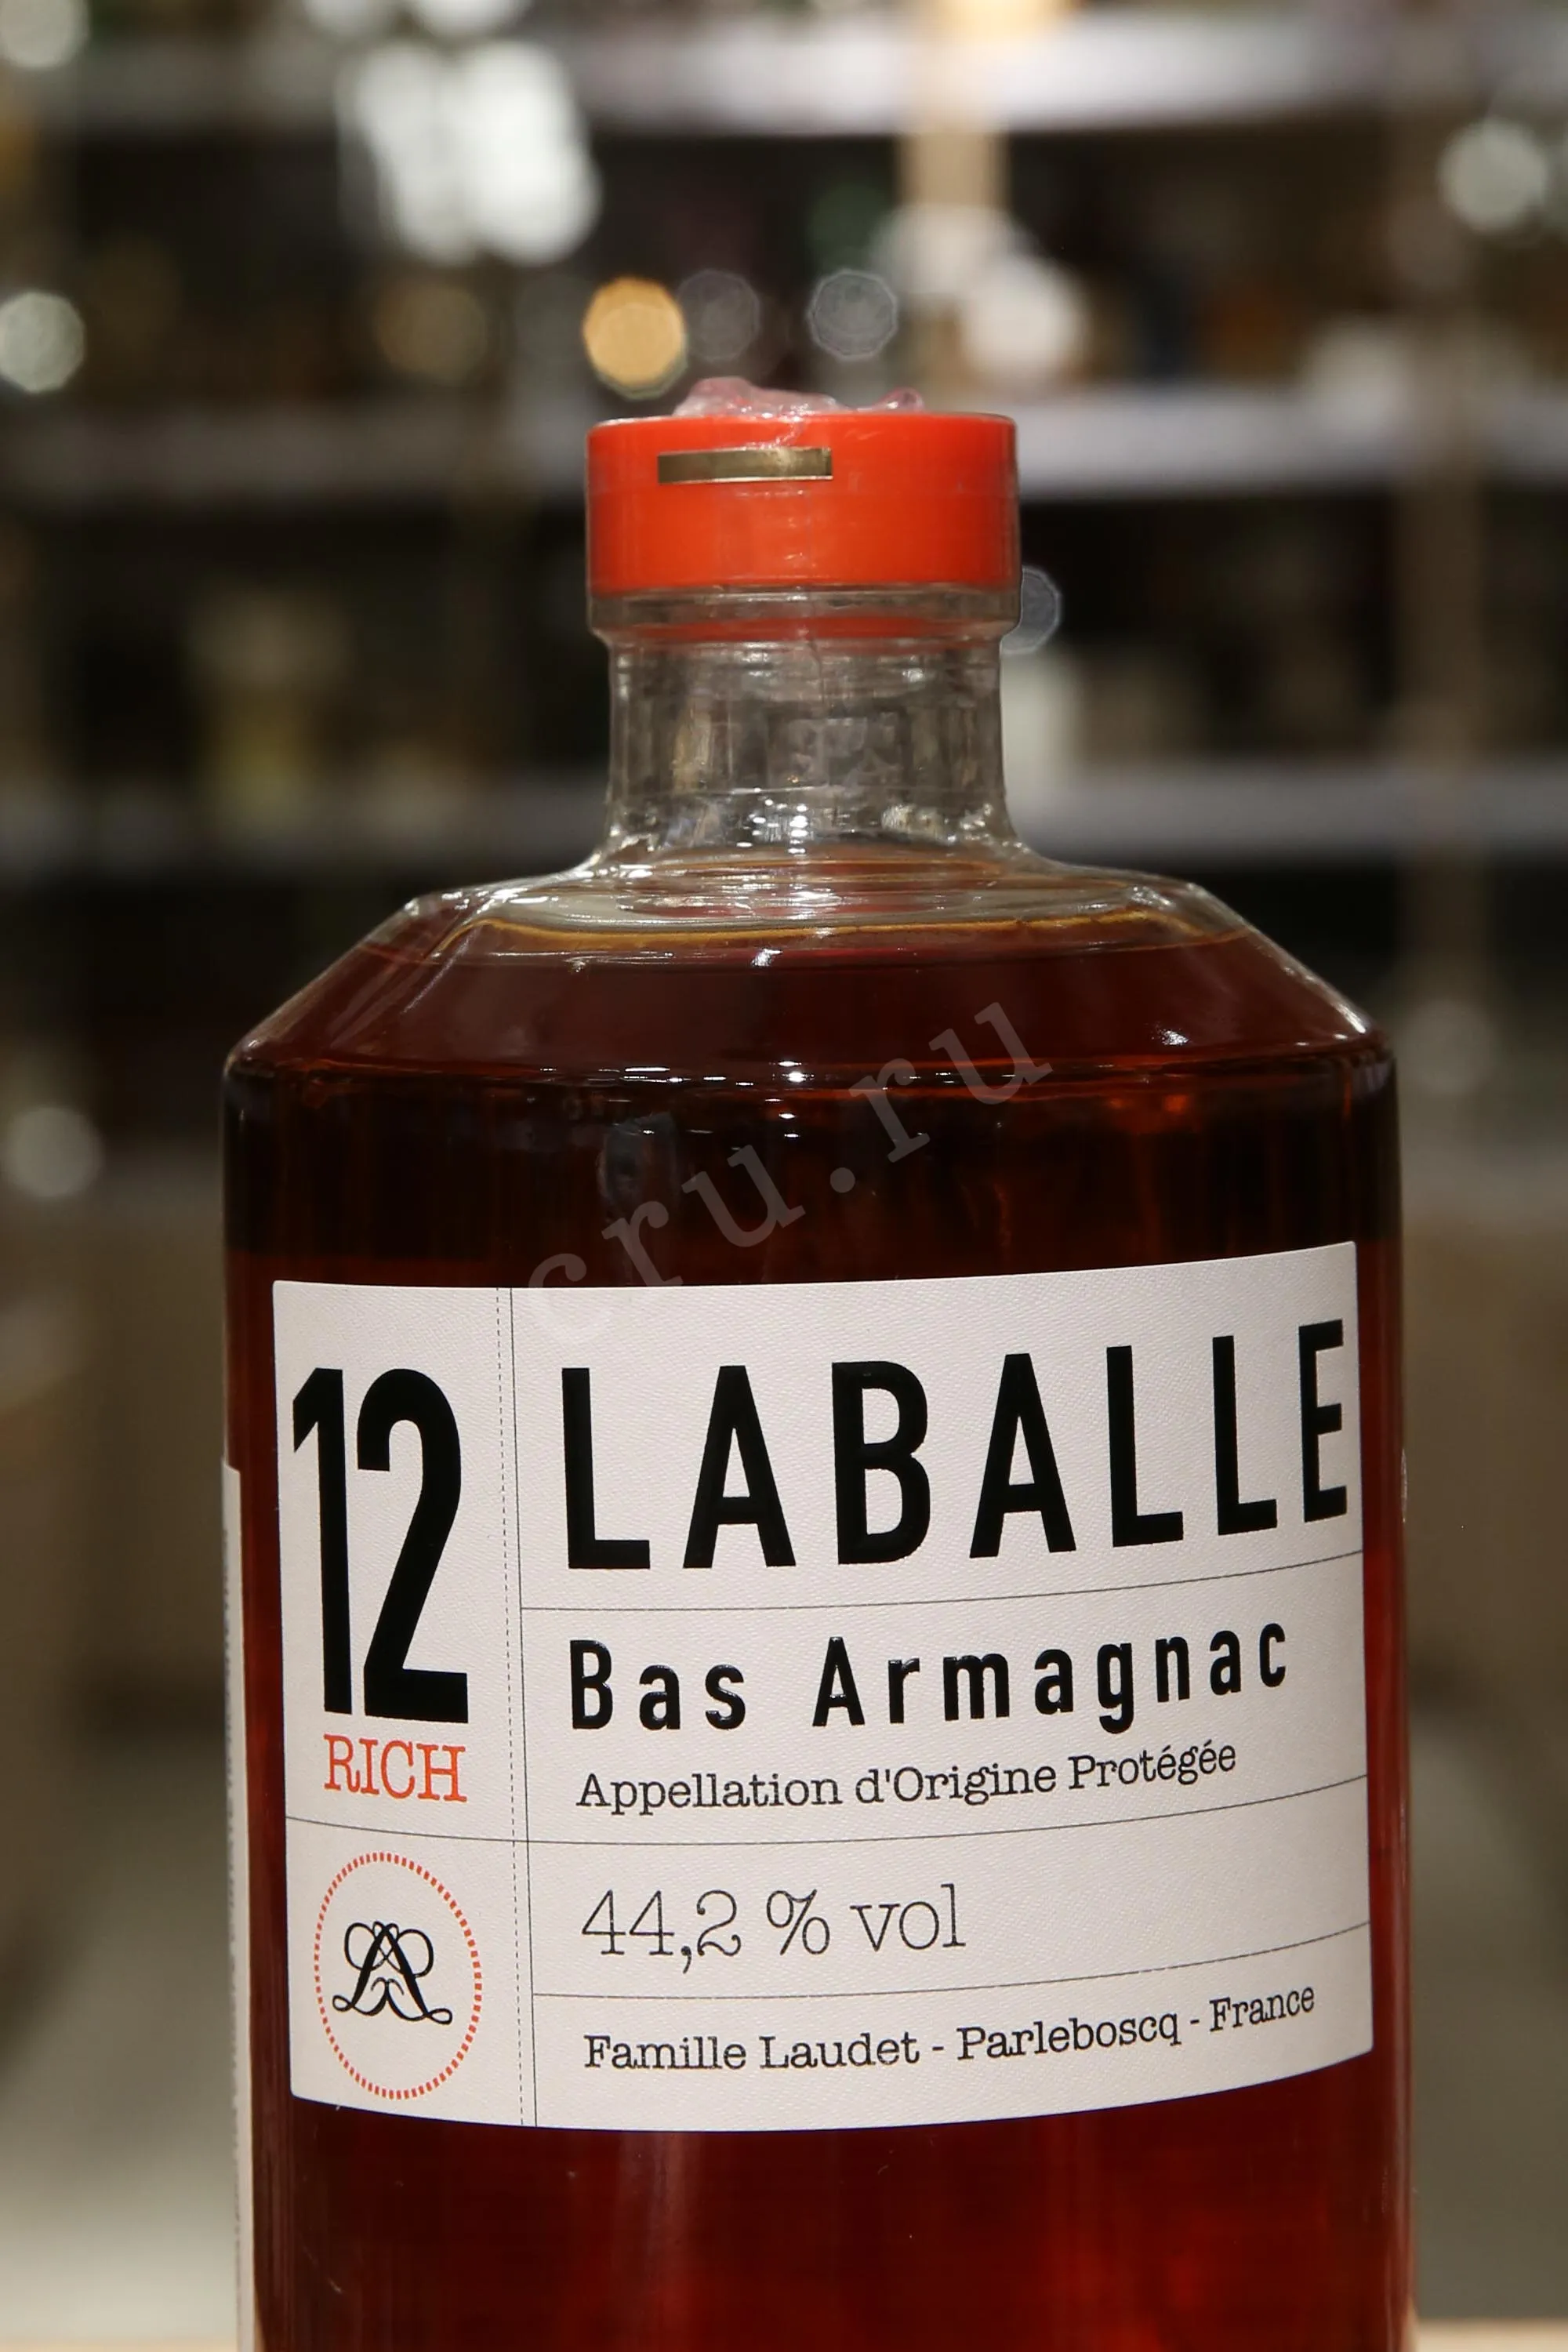 cru.ru
12
RICH
LABALLE
Bas Armagnac
Appellation d'Origine Protégée
44,2 % vol
Famille Laudet - Parleboscq - France